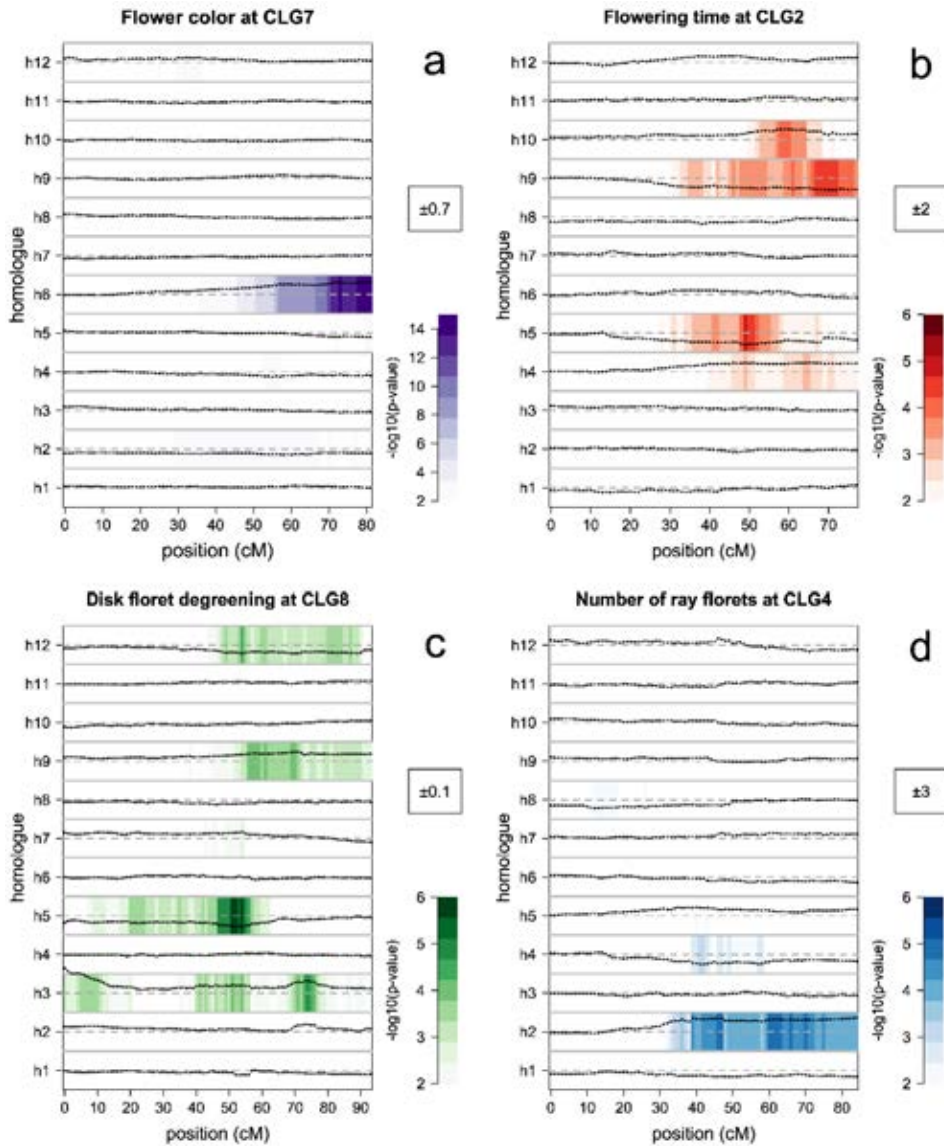 Flower color at CLG7
a
h12
h11
h10
h9
h8
h7
h6
h5
h4
h3
h2
h1
homologue
0 10 20 30 40 50 60 70 80
position (cM)
±0.7
14
12
10
8
6
4
2
-log10(p-value)
Flowering time at CLG2
b
h12
h11
h10
h9
h8
h7
h6
h5
h4
h3
h2
h1
homologue
0 10 20 30 40 50 60 70
position (cM)
±2
6
5
4
3
2
-log10(p-value)
Disk floret degreening at CLG8
c
h12
h11
h10
h9
h8
h7
h6
h5
h4
h3
h2
h1
homologue
0 10 20 30 40 50 60 70 80 90
position (cM)
±0.1
6
5
4
3
2
-log10(p-value)
Number of ray florets at CLG4
d
h12
h11
h10
h9
h8
h7
h6
h5
h4
h3
h2
h1
homologue
0 10 20 30 40 50 60 70 80
position (cM)
±3
6
5
4
3
2
-log10(p-value)